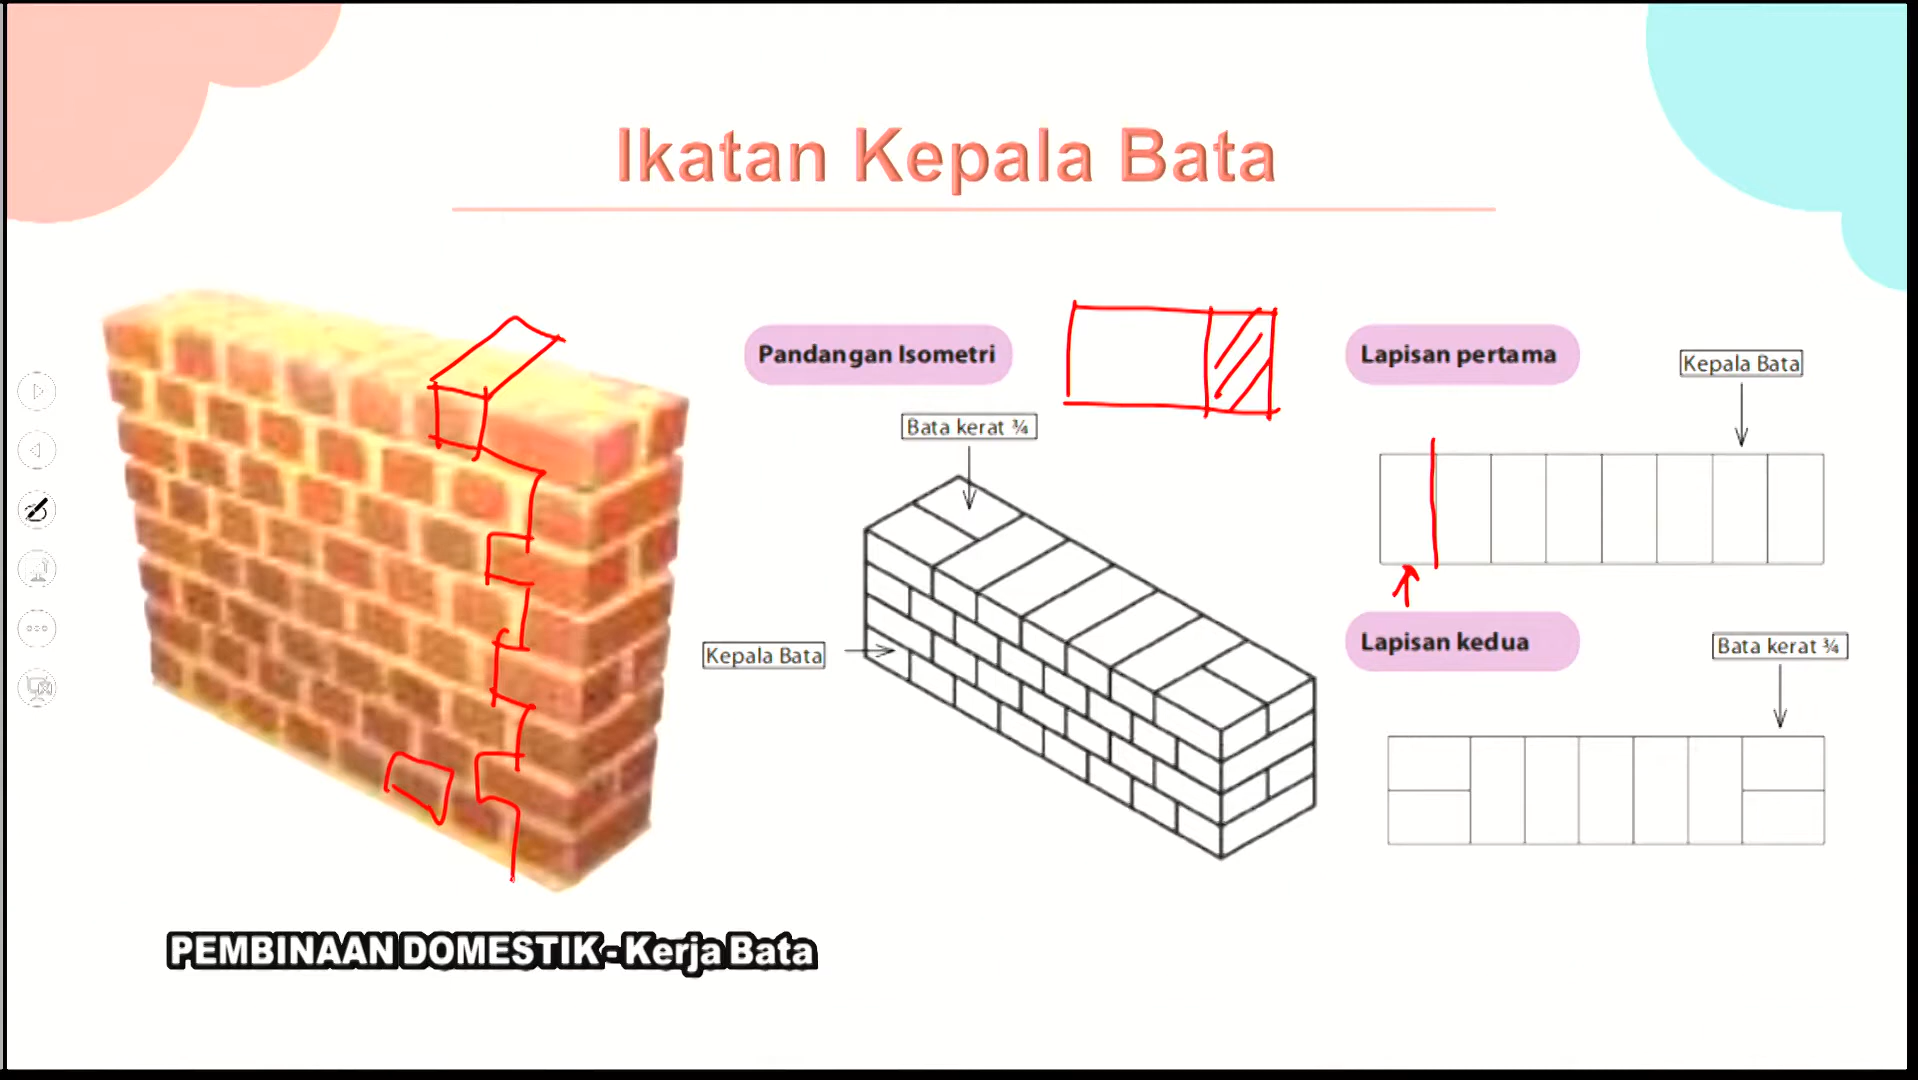 Ikatan Kepala Bata
Pandangan Isometri
Bata kerat ¾
Kepala Bata
Lapisan pertama
Kepala Bata
Lapisan kedua
Bata kerat ¾
PEMBINAAN DOMESTIK - Kerja Bata